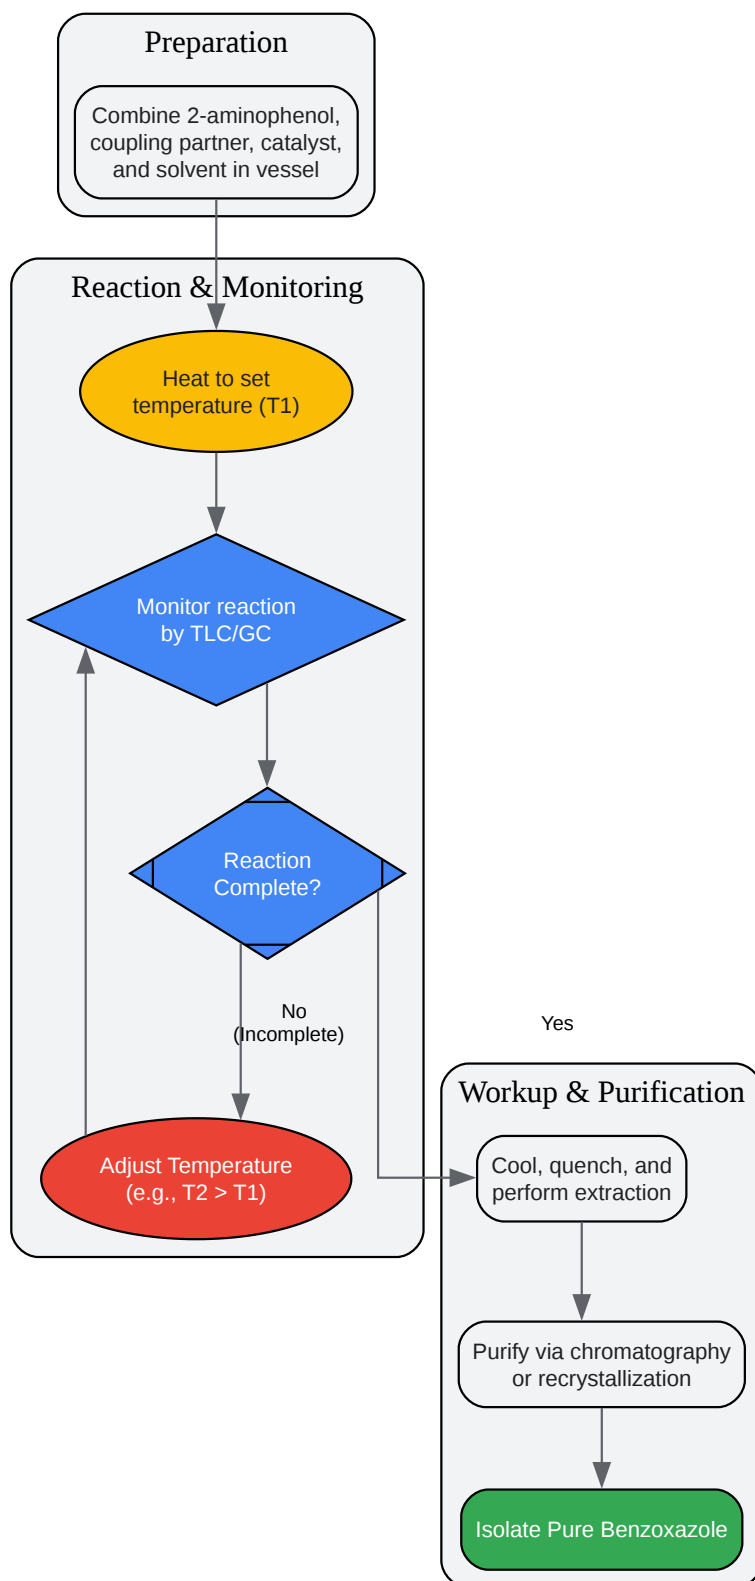 Preparation
Combine 2-aminophenol,
coupling partner, catalyst,
and solvent in vessel
Reaction & Monitoring
Heat to set
temperature (T1)
Monitor reaction
by TLC/GC
Reaction
Complete?
No
(Incomplete)
Yes
Adjust Temperature
(e.g., T2 > T1)
Workup & Purification
Cool, quench, and
perform extraction
Purify via chromatography
or recrystallization
Isolate Pure Benzoxazole